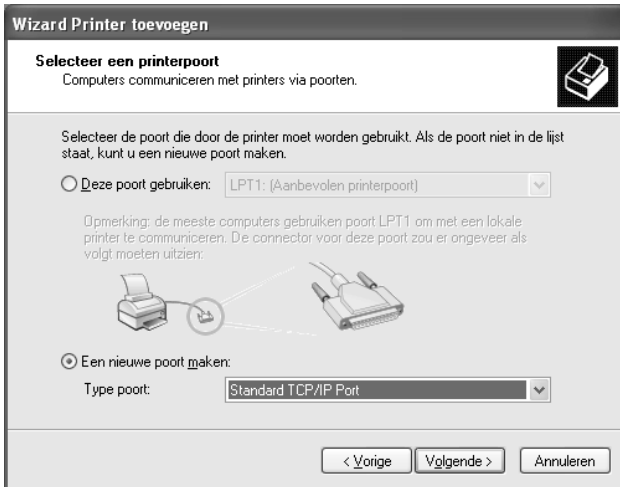 Wizard Printer toevoegen
Selecteer een printerpoort
Computers communiceren met printers via poorten.
Selecteer de poort die door de printer moet worden gebruikt. Als de poort niet in de lijst
staat, kunt u een nieuwe poort maken.
Deze poort gebruiken: LPT1: (Aanbevolen printerpoort)
Opmerking: de meeste computers gebruiken poort LPT1 om met een lokale
printer te communiceren. De connector voor deze poort zou er ongeveer als
volgt moeten uitzien:
Een nieuwe poort maken:
Type poort: Standard TCP/IP Port
< Vorige Volgende > Annuleren